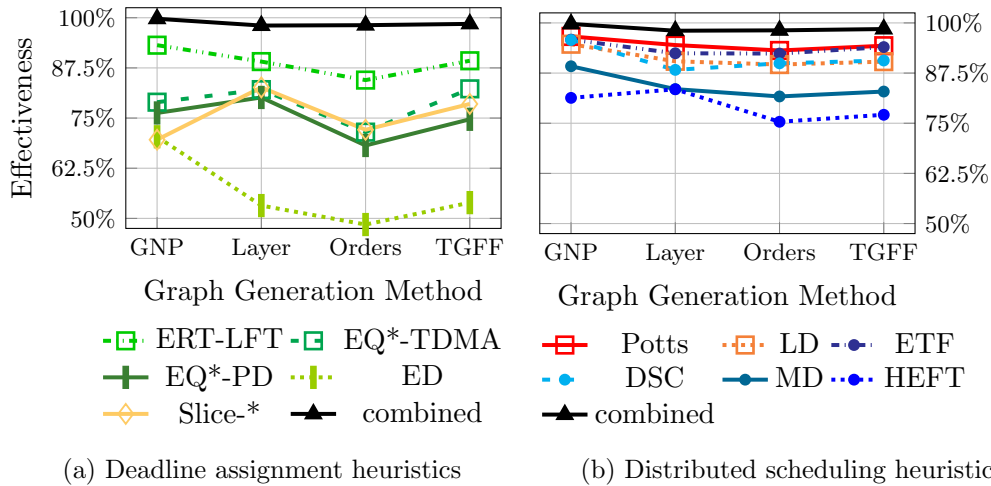 100%
87.5%
75%
62.5%
50%
Effectiveness
GNP Layer Orders TGFF
Graph Generation Method
ERT-LFT EQ*-TDMA
EQ*-PD ED
Slice-* combined
(a) Deadline assignment heuristics
100%
87.5%
75%
62.5%
50%
GNP Layer Orders TGFF
Graph Generation Method
Potts LD ETF
DSC MD HEFT
combined
(b) Distributed scheduling heuristic